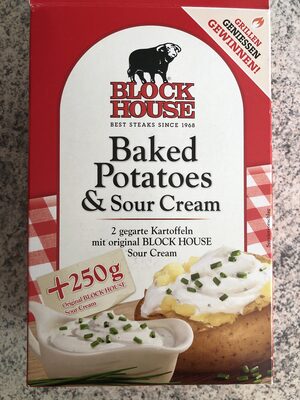 GRILLEN
GENIESSEN
GEWINNEN!
BLOCK
HOUSE
BEST STEAKS SINCE 1968
Baked
Potatoes
& Sour Cream
2 gegarte Kartoffeln
mit original BLOCK HOUSE
Sour Cream
+250g
Original BLOCK HOUSE
Sour Cream